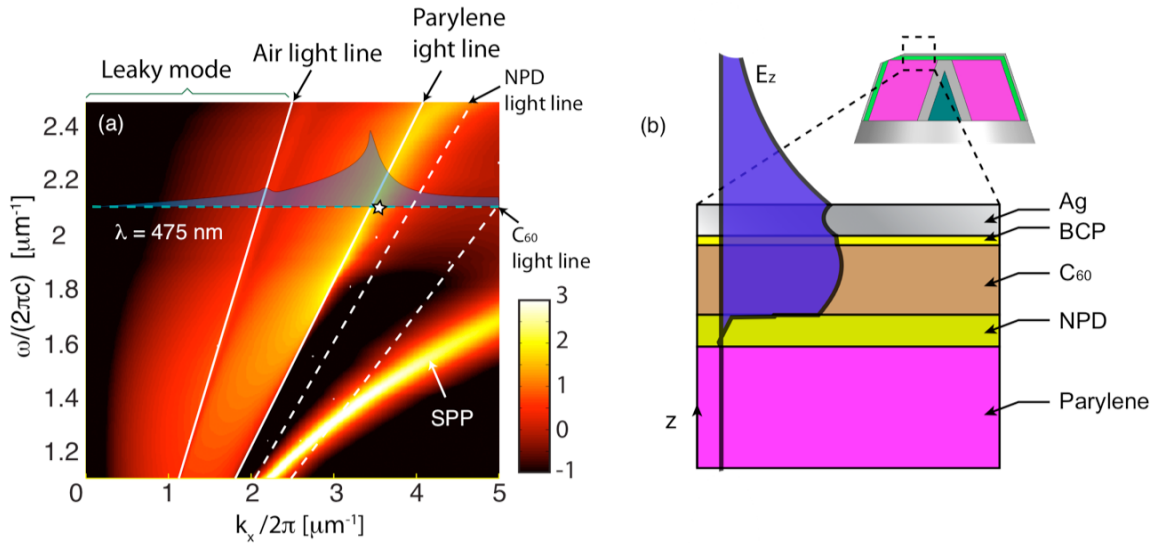 Parylene
ight line
Air light line
Leaky mode
NPD
light line
(a)
2.4
2.2
2
1.8
1.6
1.4
1.2
ω/(2πc) [μm⁻¹]
λ = 475 nm
C₆₀
light line
SPP
3
2
1
0
-1
0
1
2
3
4
5
kₓ/2π [μm⁻¹]
(b)
E_z
Ag
BCP
C₆₀
NPD
Parylene
z